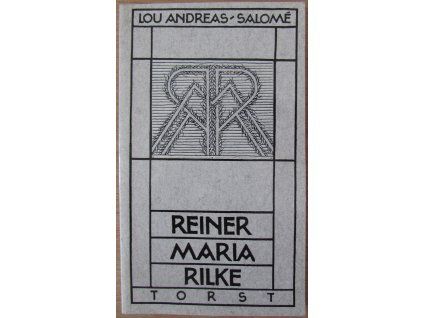 LOU ANDREAS-SALOMÉ
REINER
MARIA
RILKE
TORST